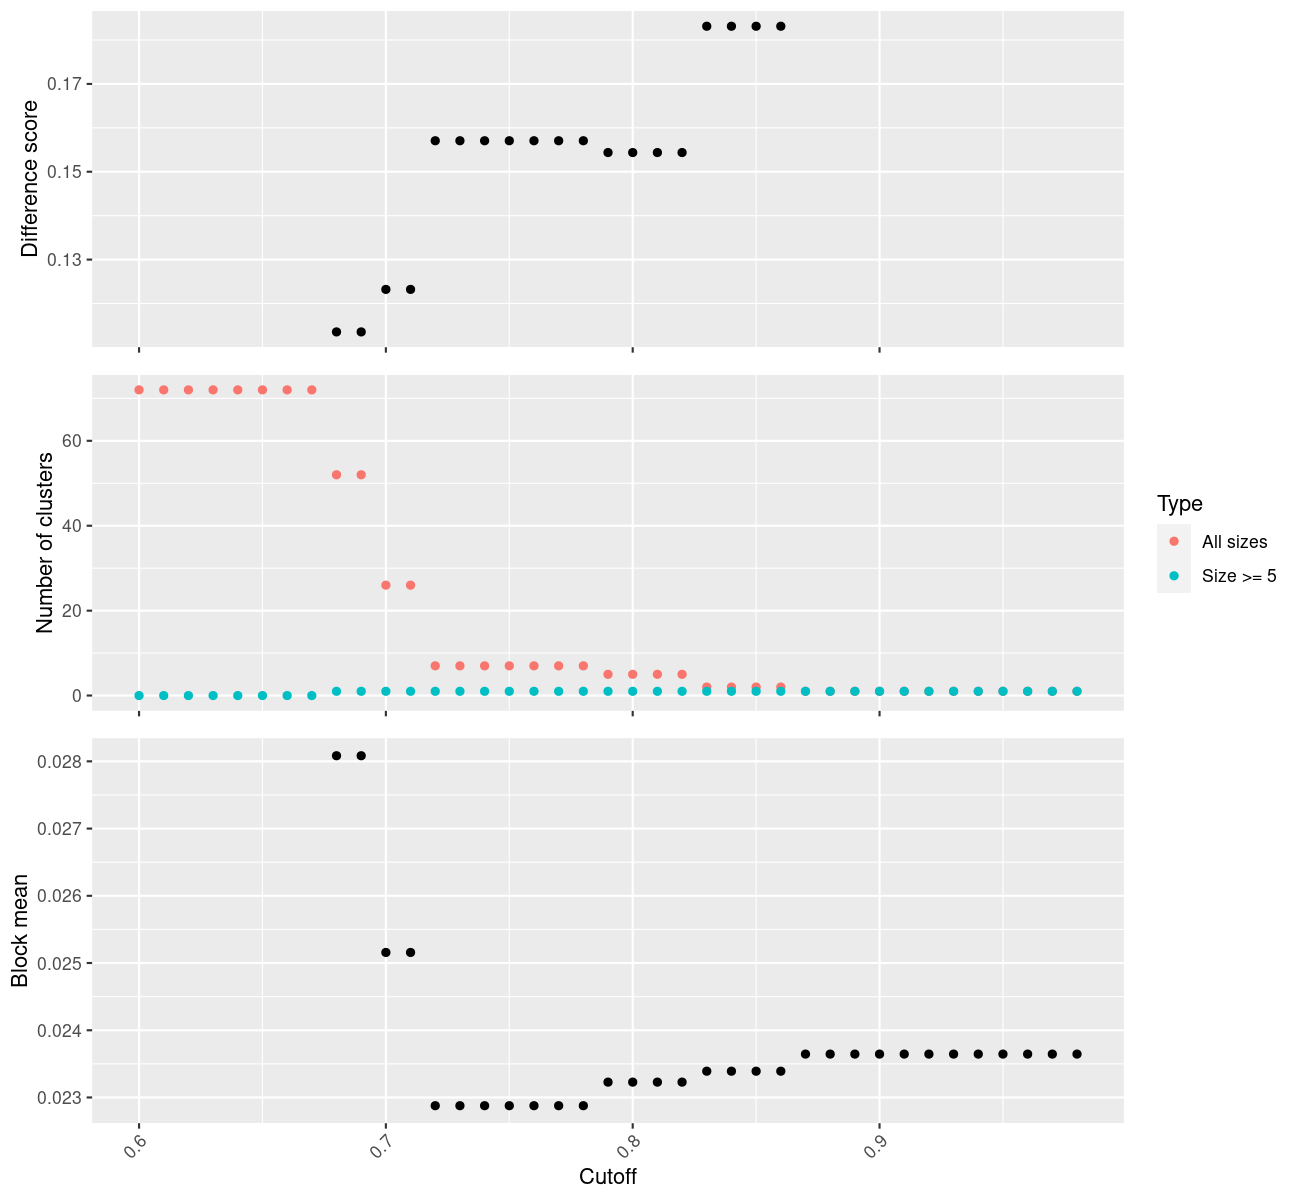 Difference score
0.17
0.15
0.13
Number of clusters
60
40
20
0
Type
All sizes
Size >= 5
Block mean
0.028
0.027
0.026
0.025
0.024
0.023
0.6
0.7
0.8
0.9
Cutoff